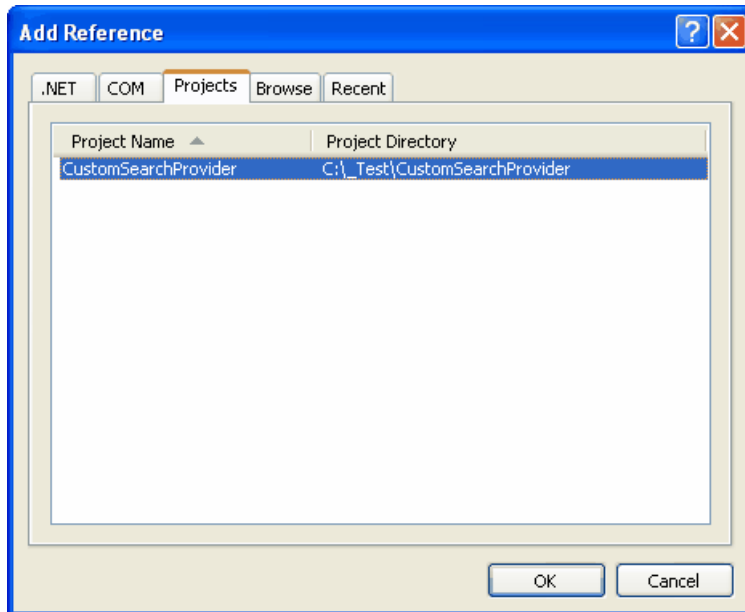 Add Reference
.NET COM Projects Browse Recent
Project Name Project Directory
CustomSearchProvider C:\_Test\CustomSearchProvider
OK Cancel